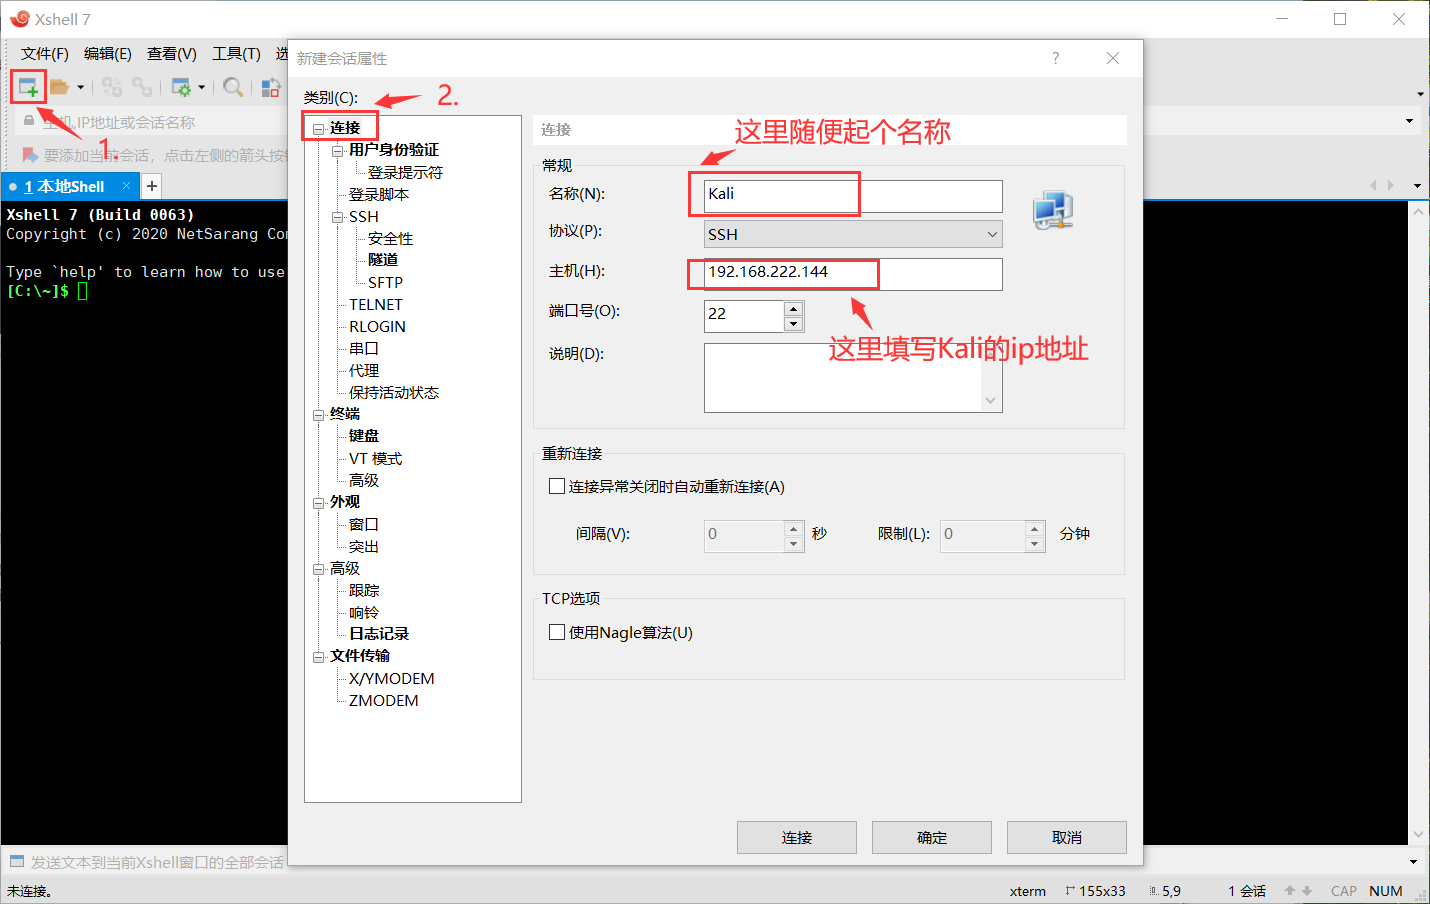 Xshell 7
文件(F) 编辑(E) 查看(V) 工具(T) 选
主机,IP地址或会话名称
要添加当前会话，点击左侧的箭头按钮
1.
1 本地Shell
Xshell 7 (Build 0063)
Copyright (c) 2020 NetSarang Com
Type `help' to learn how to use
[C:\~]$
新建会话属性
类别(C):
2.
连接
用户身份验证
登录提示符
登录脚本
SSH
安全性
隧道
SFTP
TELNET
RLOGIN
串口
代理
保持活动状态
终端
键盘
VT 模式
高级
外观
窗口
突出
高级
跟踪
响铃
日志记录
文件传输
X/YMODEM
ZMODEM
连接
这里随便起个名称
常规
名称(N): Kali
协议(P): SSH
主机(H): 192.168.222.144
端口号(O): 22
这里填写Kali的ip地址
说明(D):
重新连接
连接异常关闭时自动重新连接(A)
间隔(V): 0 秒 限制(L): 0 分钟
TCP选项
使用Nagle算法(U)
连接 确定 取消
发送文本到当前Xshell窗口的全部会话
未连接。 xterm 155x33 5,9 1 会话 CAP NUM